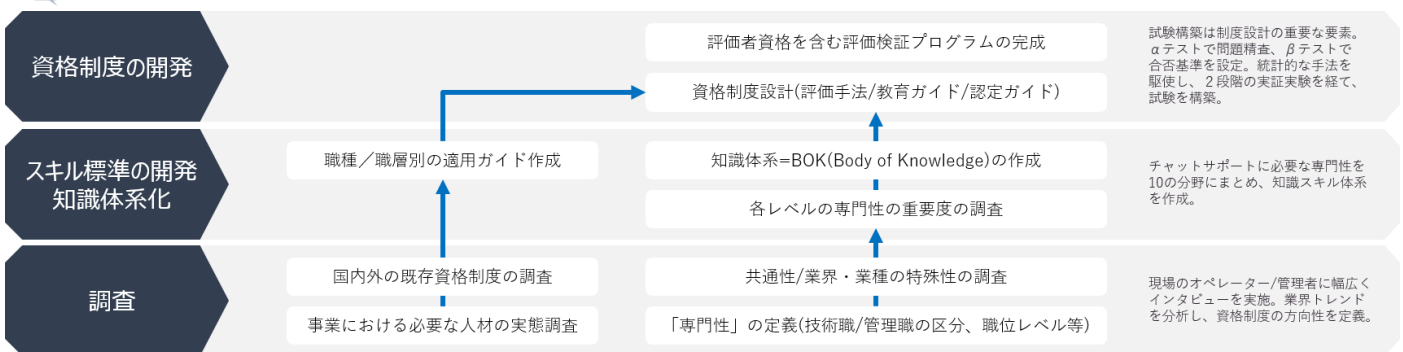 資格制度の開発
評価者資格を含む評価検証プログラムの完成
資格制度設計(評価手法/教育ガイド/認定ガイド)
試験構築は制度設計の重要な要素。
αテストで問題精査、βテストで
合否基準を設定。統計的な手法を
駆使し、２段階の実証実験を経て、
試験を構築。
スキル標準の開発
知識体系化
職種／職層別の適用ガイド作成
知識体系=BOK(Body of Knowledge)の作成
各レベルの専門性の重要度の調査
チャットサポートに必要な専門性を
10の分野にまとめ、知識スキル体系
を作成。
調査
国内外の既存資格制度の調査
事業における必要な人材の実態調査
共通性/業界・業種の特殊性の調査
「専門性」の定義(技術職/管理職の区分、職位レベル等)
現場のオペレーター/管理者に幅広く
インタビューを実施。業界トレンド
を分析し、資格制度の方向性を定義。